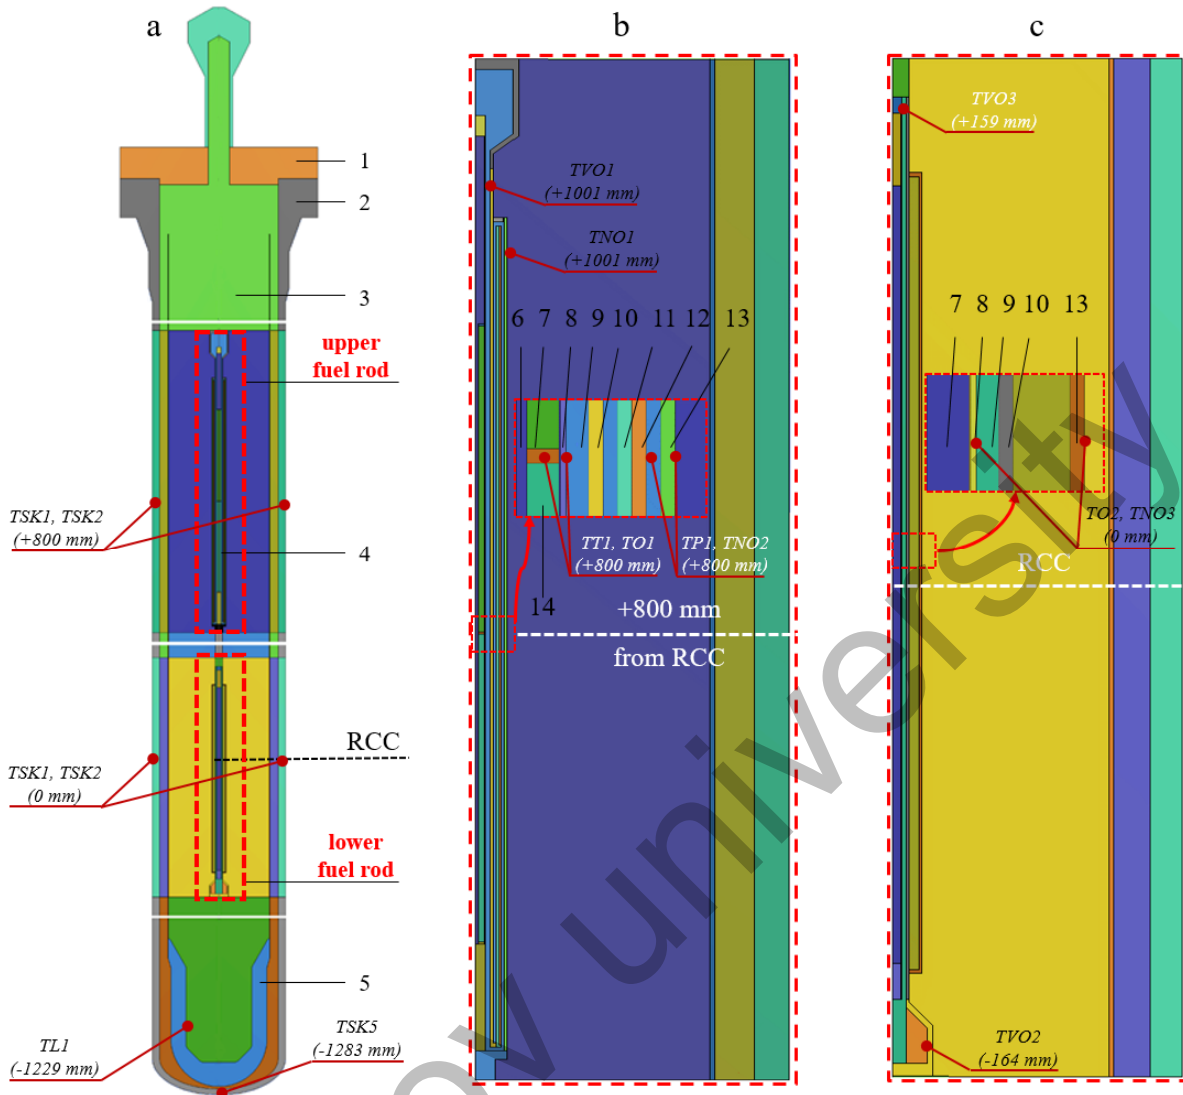 a
b
c
1
2
3
upper
fuel rod
TSK1, TSK2
(+800 mm)
4
RCC
TSK1, TSK2
(0 mm)
lower
fuel rod
5
TL1
(-1229 mm)
TSK5
(-1283 mm)
TVO1
(+1001 mm)
TNO1
(+1001 mm)
6 7 8 9 10 11 12 13
TT1, TO1
(+800 mm)
TP1, TNO2
(+800 mm)
14
+800 mm
from RCC
TVO3
(+159 mm)
7 8 9 10 13
TO2, TNO3
(0 mm)
RCC
TVO2
(-164 mm)
ov university